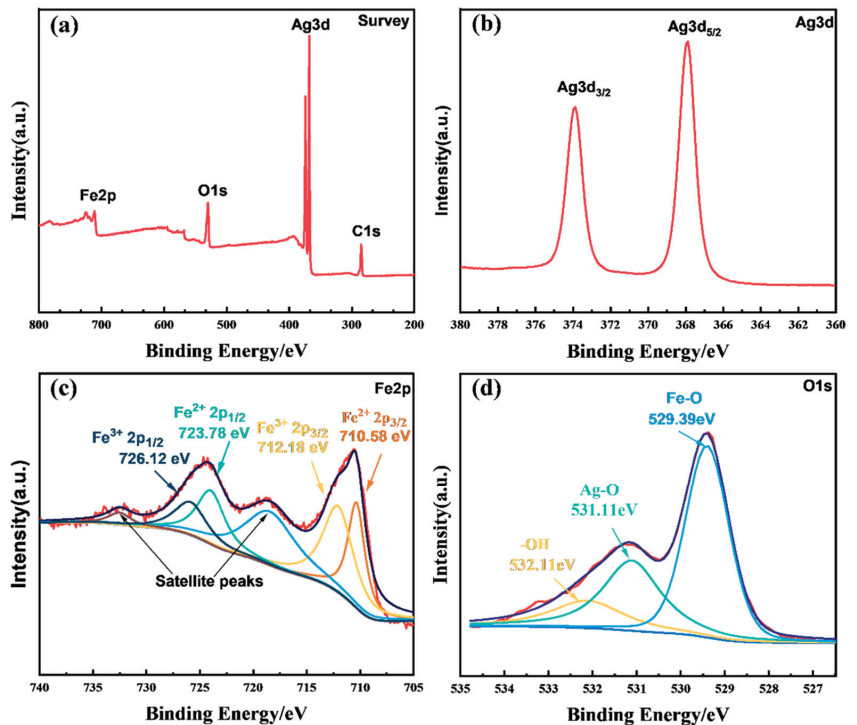 (a)
Survey
Ag3d
Fe2p
O1s
C1s
Intensity(a.u.)
800 700 600 500 400 300 200
Binding Energy/eV
(b)
Ag3d
Ag3d5/2
Ag3d3/2
Intensity(a.u.)
380 376 374 372 370 368 366 364 362 360
Binding Energy/eV
(c)
Fe2p
Fe2+ 2p1/2
723.78 eV
Fe3+ 2p3/2
712.18 eV
Fe2+ 2p3/2
710.58 eV
Fe3+ 2p1/2
726.12 eV
Satellite peaks
Intensity(a.u.)
740 735 730 725 720 715 710 705
Binding Energy/eV
(d)
O1s
Fe-O
529.39eV
Ag-O
531.11eV
-OH
532.11eV
Intensity(a.u.)
535 534 533 532 531 530 529 528 527
Binding Energy/eV